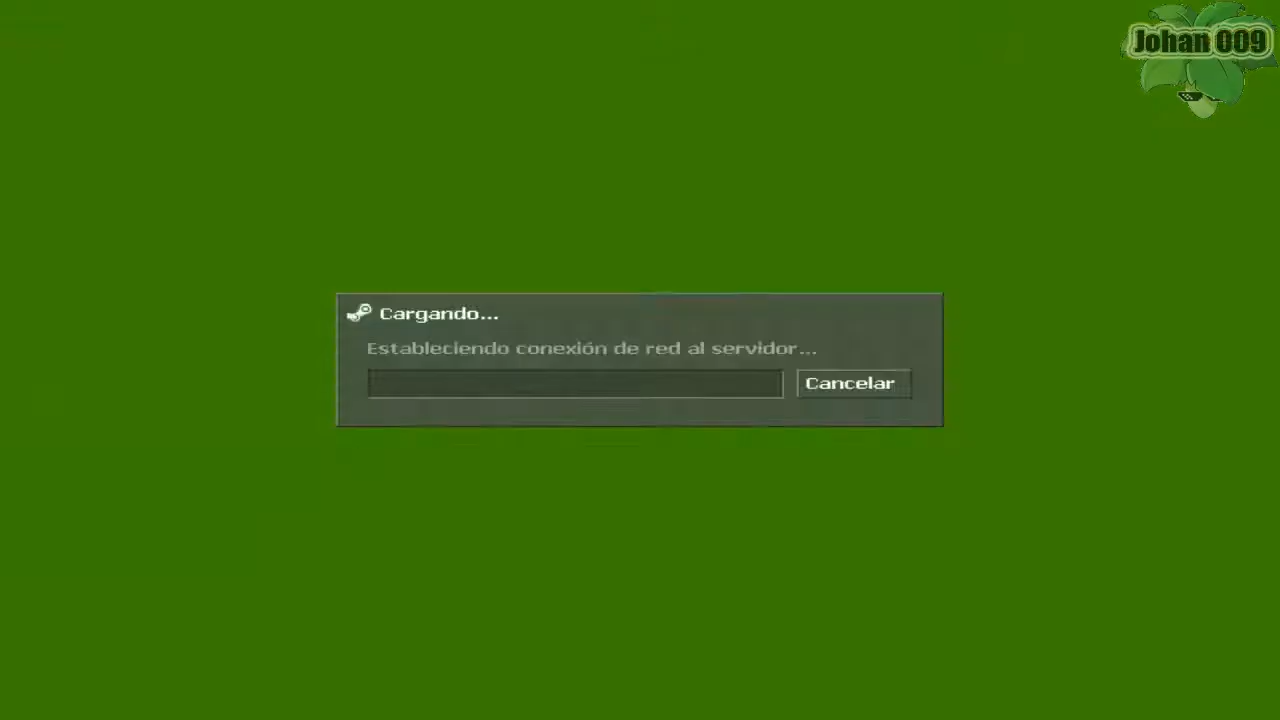 Johan 009
Cargando...
Estableciendo conexión de red al servidor...
Cancelar